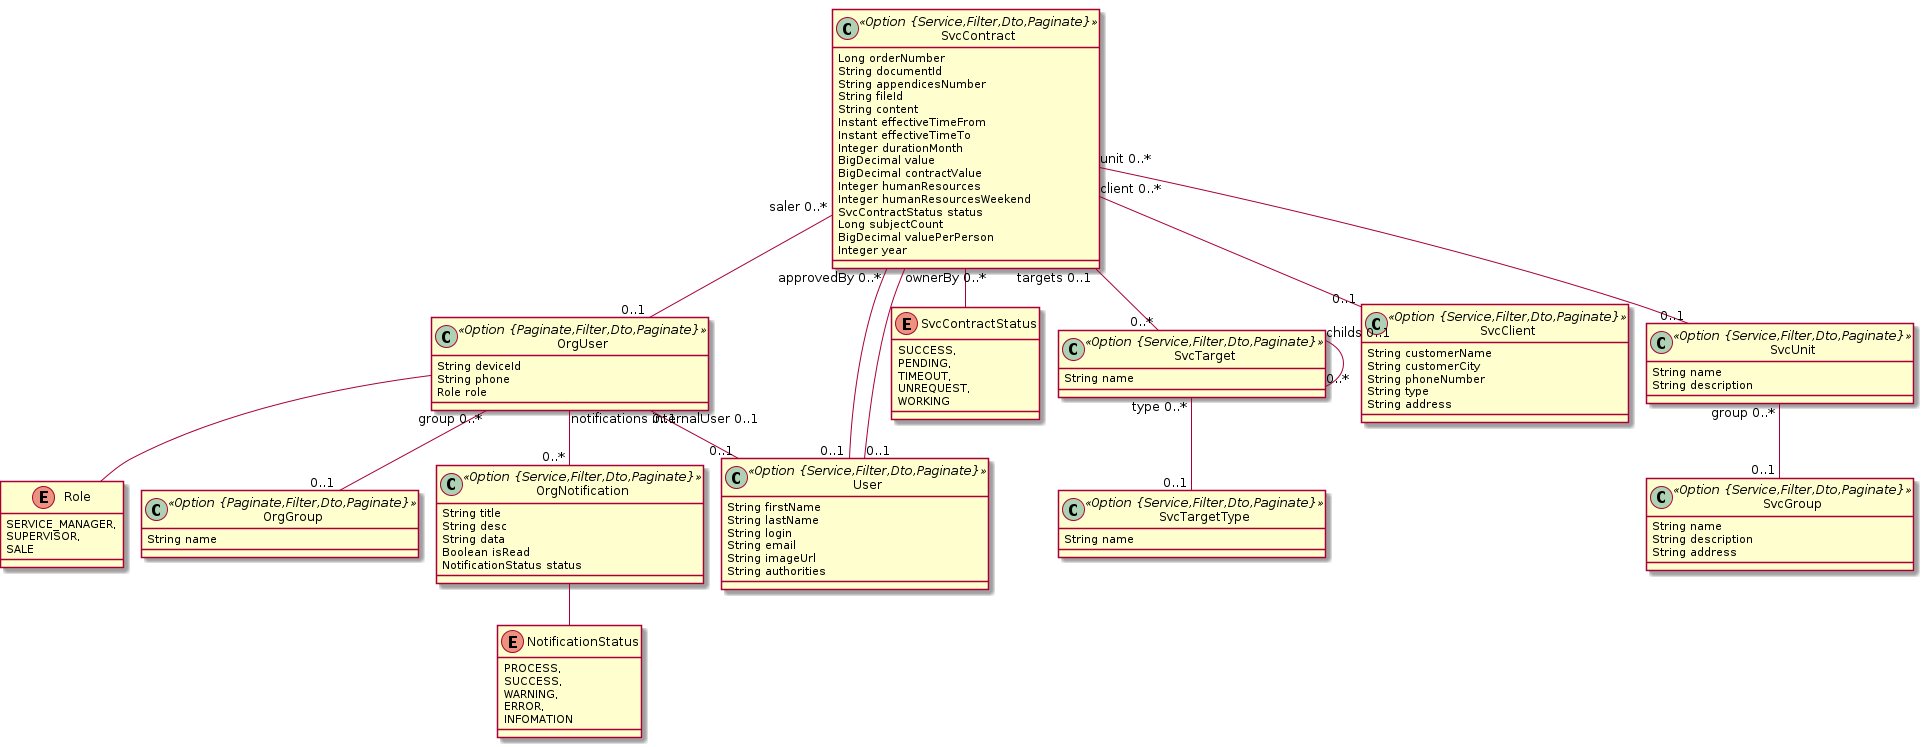 C «Option {Service,Filter,Dto,Paginate}»
SvcContract
Long orderNumber
String documentId
String appendicesNumber
String fileId
String content
Instant effectiveTimeFrom
Instant effectiveTimeTo
Integer durationMonth
BigDecimal value
BigDecimal contractValue
Integer humanResources
Integer humanResourcesWeekend
SvcContractStatus status
Long subjectCount
BigDecimal valuePerPerson
Integer year
unit 0..*
client 0..*
saler 0..*
approvedBy 0..*
ownerBy 0..*
targets 0..1
0..1
0..*
0..1
0..1
C «Option {Paginate,Filter,Dto,Paginate}»
OrgUser
String deviceId
String phone
Role role
E SvcContractStatus
SUCCESS,
PENDING,
TIMEOUT,
UNREQUEST,
WORKING
C «Option {Service,Filter,Dto,Paginate}»
SvcTarget
String name
childs 0..1
0..*
C «Option {Service,Filter,Dto,Paginate}»
SvcClient
String customerName
String customerCity
String phoneNumber
String type
String address
C «Option {Service,Filter,Dto,Paginate}»
SvcUnit
String name
String description
group 0..*
notifications 0..1
internalUser 0..1
type 0..*
group 0..*
0..1
0..*
0..1
0..1
0..1
0..1
0..1
E Role
SERVICE_MANAGER,
SUPERVISOR,
SALE
C «Option {Paginate,Filter,Dto,Paginate}»
OrgGroup
String name
C «Option {Service,Filter,Dto,Paginate}»
OrgNotification
String title
String desc
String data
Boolean isRead
NotificationStatus status
C «Option {Service,Filter,Dto,Paginate}»
User
String firstName
String lastName
String login
String email
String imageUrl
String authorities
C «Option {Service,Filter,Dto,Paginate}»
SvcTargetType
String name
C «Option {Service,Filter,Dto,Paginate}»
SvcGroup
String name
String description
String address
E NotificationStatus
PROCESS,
SUCCESS,
WARNING,
ERROR,
INFOMATION